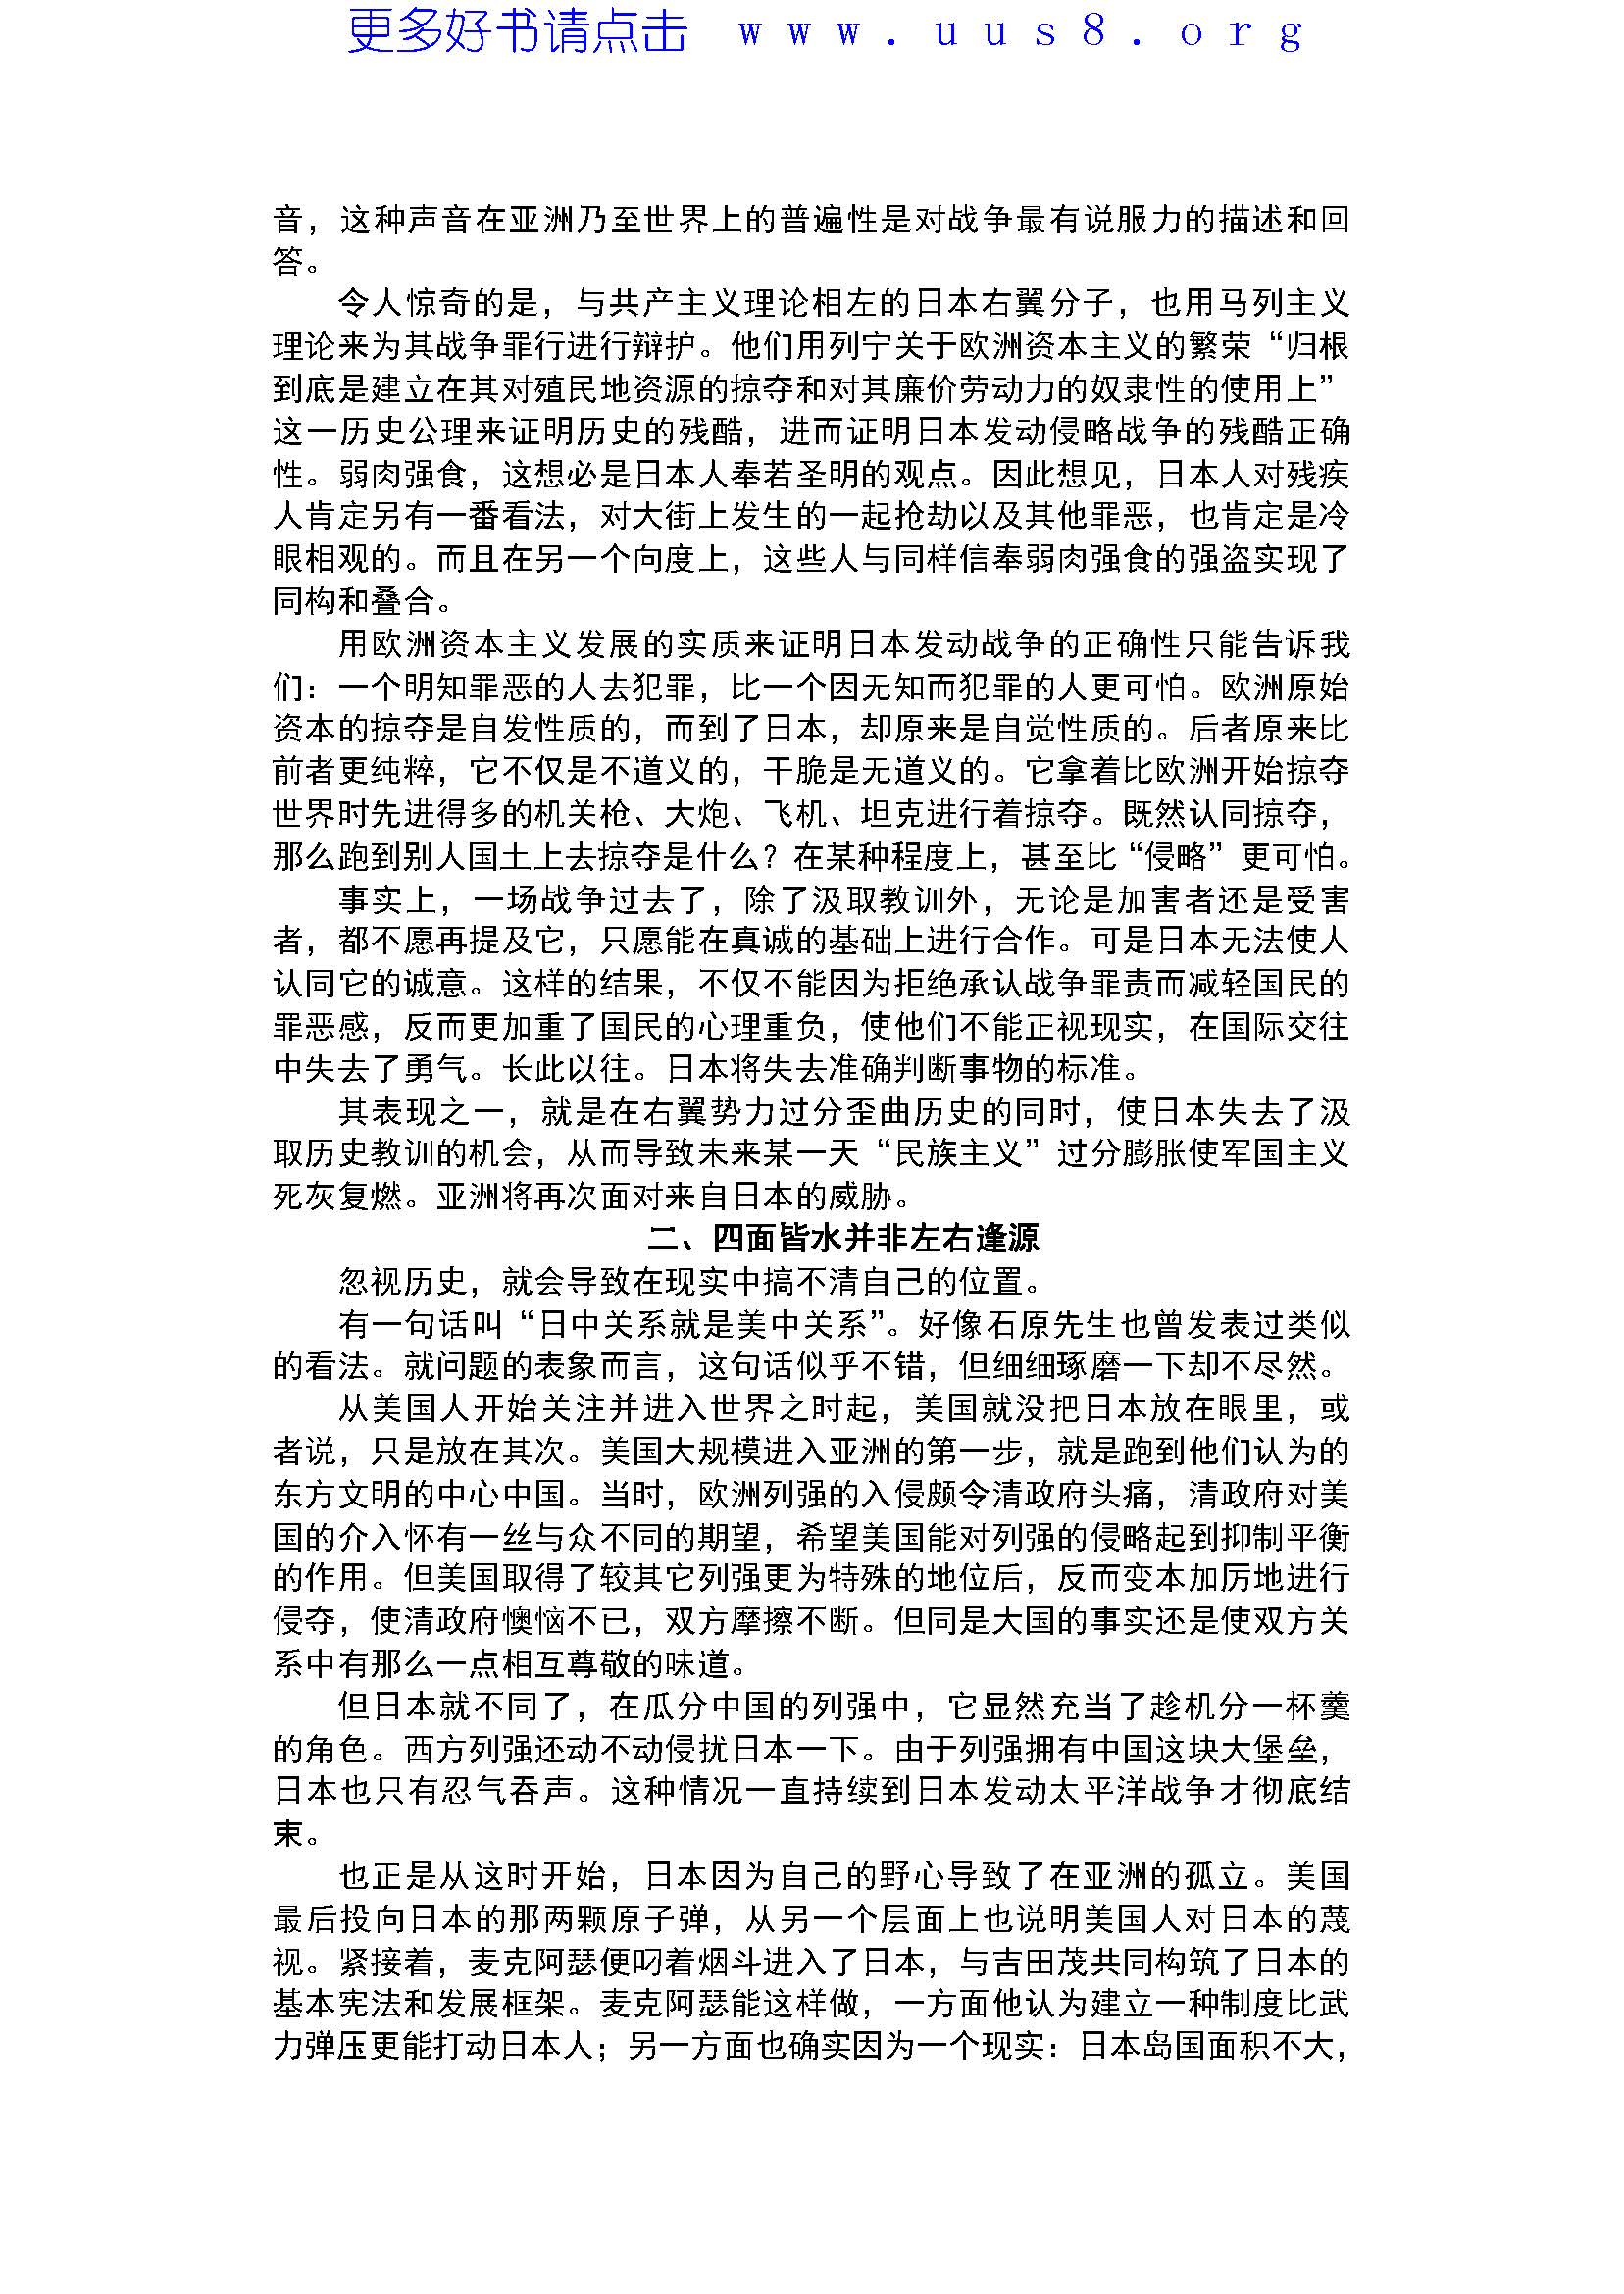 更多好书请点击 www.uus8.org
音，这种声音在亚洲乃至世界上的普遍性是对战争最有说服力的描述和回
答。
令人惊奇的是，与共产主义理论相左的日本右翼分子，也用马列主义
理论来为其战争罪行进行辩护。他们用列宁关于欧洲资本主义的繁荣“归根
到底是建立在其对殖民地资源的掠夺和对其廉价劳动力的奴隶性的使用上”
这一历史公理来证明历史的残酷，进而证明日本发动侵略战争的残酷正确
性。弱肉强食，这想必是日本人奉若圣明的观点。因此想见，日本人对残疾
人肯定另有一番看法，对大街上发生的一起抢劫以及其他罪恶，也肯定是冷
眼相观的。而且在另一个向度上，这些人与同样信奉弱肉强食的强盗实现了
同构和叠合。
用欧洲资本主义发展的实质来证明日本发动战争的正确性只能告诉我
们：一个明知罪恶的人去犯罪，比一个因无知而犯罪的人更可怕。欧洲原始
资本的掠夺是自发性质的，而到了日本，却原来是自觉性质的。后者原来比
前者更纯粹，它不仅是不道义的，干脆是无道义的。它拿着比欧洲开始掠夺
世界时先进得多的机关枪、大炮、飞机、坦克进行着掠夺。既然认同掠夺，
那么跑到别人国土上去掠夺是什么？在某种程度上，甚至比“侵略”更可怕。
事实上，一场战争过去了，除了汲取教训外，无论是加害者还是受害
者，都不愿再提及它，只愿能在真诚的基础上进行合作。可是日本无法使人
认同它的诚意。这样的结果，不仅不能因为拒绝承认战争罪责而减轻国民的
罪恶感，反而更加重了国民的心理重负，使他们不能正视现实，在国际交往
中失去了勇气。长此以往。日本将失去准确判断事物的标准。
其表现之一，就是在右翼势力过分歪曲历史的同时，使日本失去了汲
取历史教训的机会，从而导致未来某一天“民族主义”过分膨胀使军国主义
死灰复燃。亚洲将再次面对来自日本的威胁。
二、四面皆水并非左右逢源
忽视历史，就会导致在现实中搞不清自己的位置。
有一句话叫“日中关系就是美中关系”。好像石原先生也曾发表过类似
的看法。就问题的表象而言，这句话似乎不错，但细细琢磨一下却不尽然。
从美国人开始关注并进入世界之时起，美国就没把日本放在眼里，或
者说，只是放在其次。美国大规模进入亚洲的第一步，就是跑到他们认为的
东方文明的中心中国。当时，欧洲列强的入侵颇令清政府头痛，清政府对美
国的介入怀有一丝与众不同的期望，希望美国能对列强的侵略起到抑制平衡
的作用。但美国取得了较其它列强更为特殊的地位后，反而变本加厉地进行
侵夺，使清政府懊恼不已，双方摩擦不断。但同是大国的事实还是使双方关
系中有那么一点相互尊敬的味道。
但日本就不同了，在瓜分中国的列强中，它显然充当了趁机分一杯羹
的角色。西方列强还动不动侵扰日本一下。由于列强拥有中国这块大堡垒，
日本也只有忍气吞声。这种情况一直持续到日本发动太平洋战争才彻底结
束。
也正是从这时开始，日本因为自己的野心导致了在亚洲的孤立。美国
最后投向日本的那两颗原子弹，从另一个层面上也说明美国人对日本的蔑
视。紧接着，麦克阿瑟便叼着烟斗进入了日本，与吉田茂共同构筑了日本的
基本宪法和发展框架。麦克阿瑟能这样做，一方面他认为建立一种制度比武
力弹压更能打动日本人；另一方面也确实因为一个现实：日本岛国面积不大，